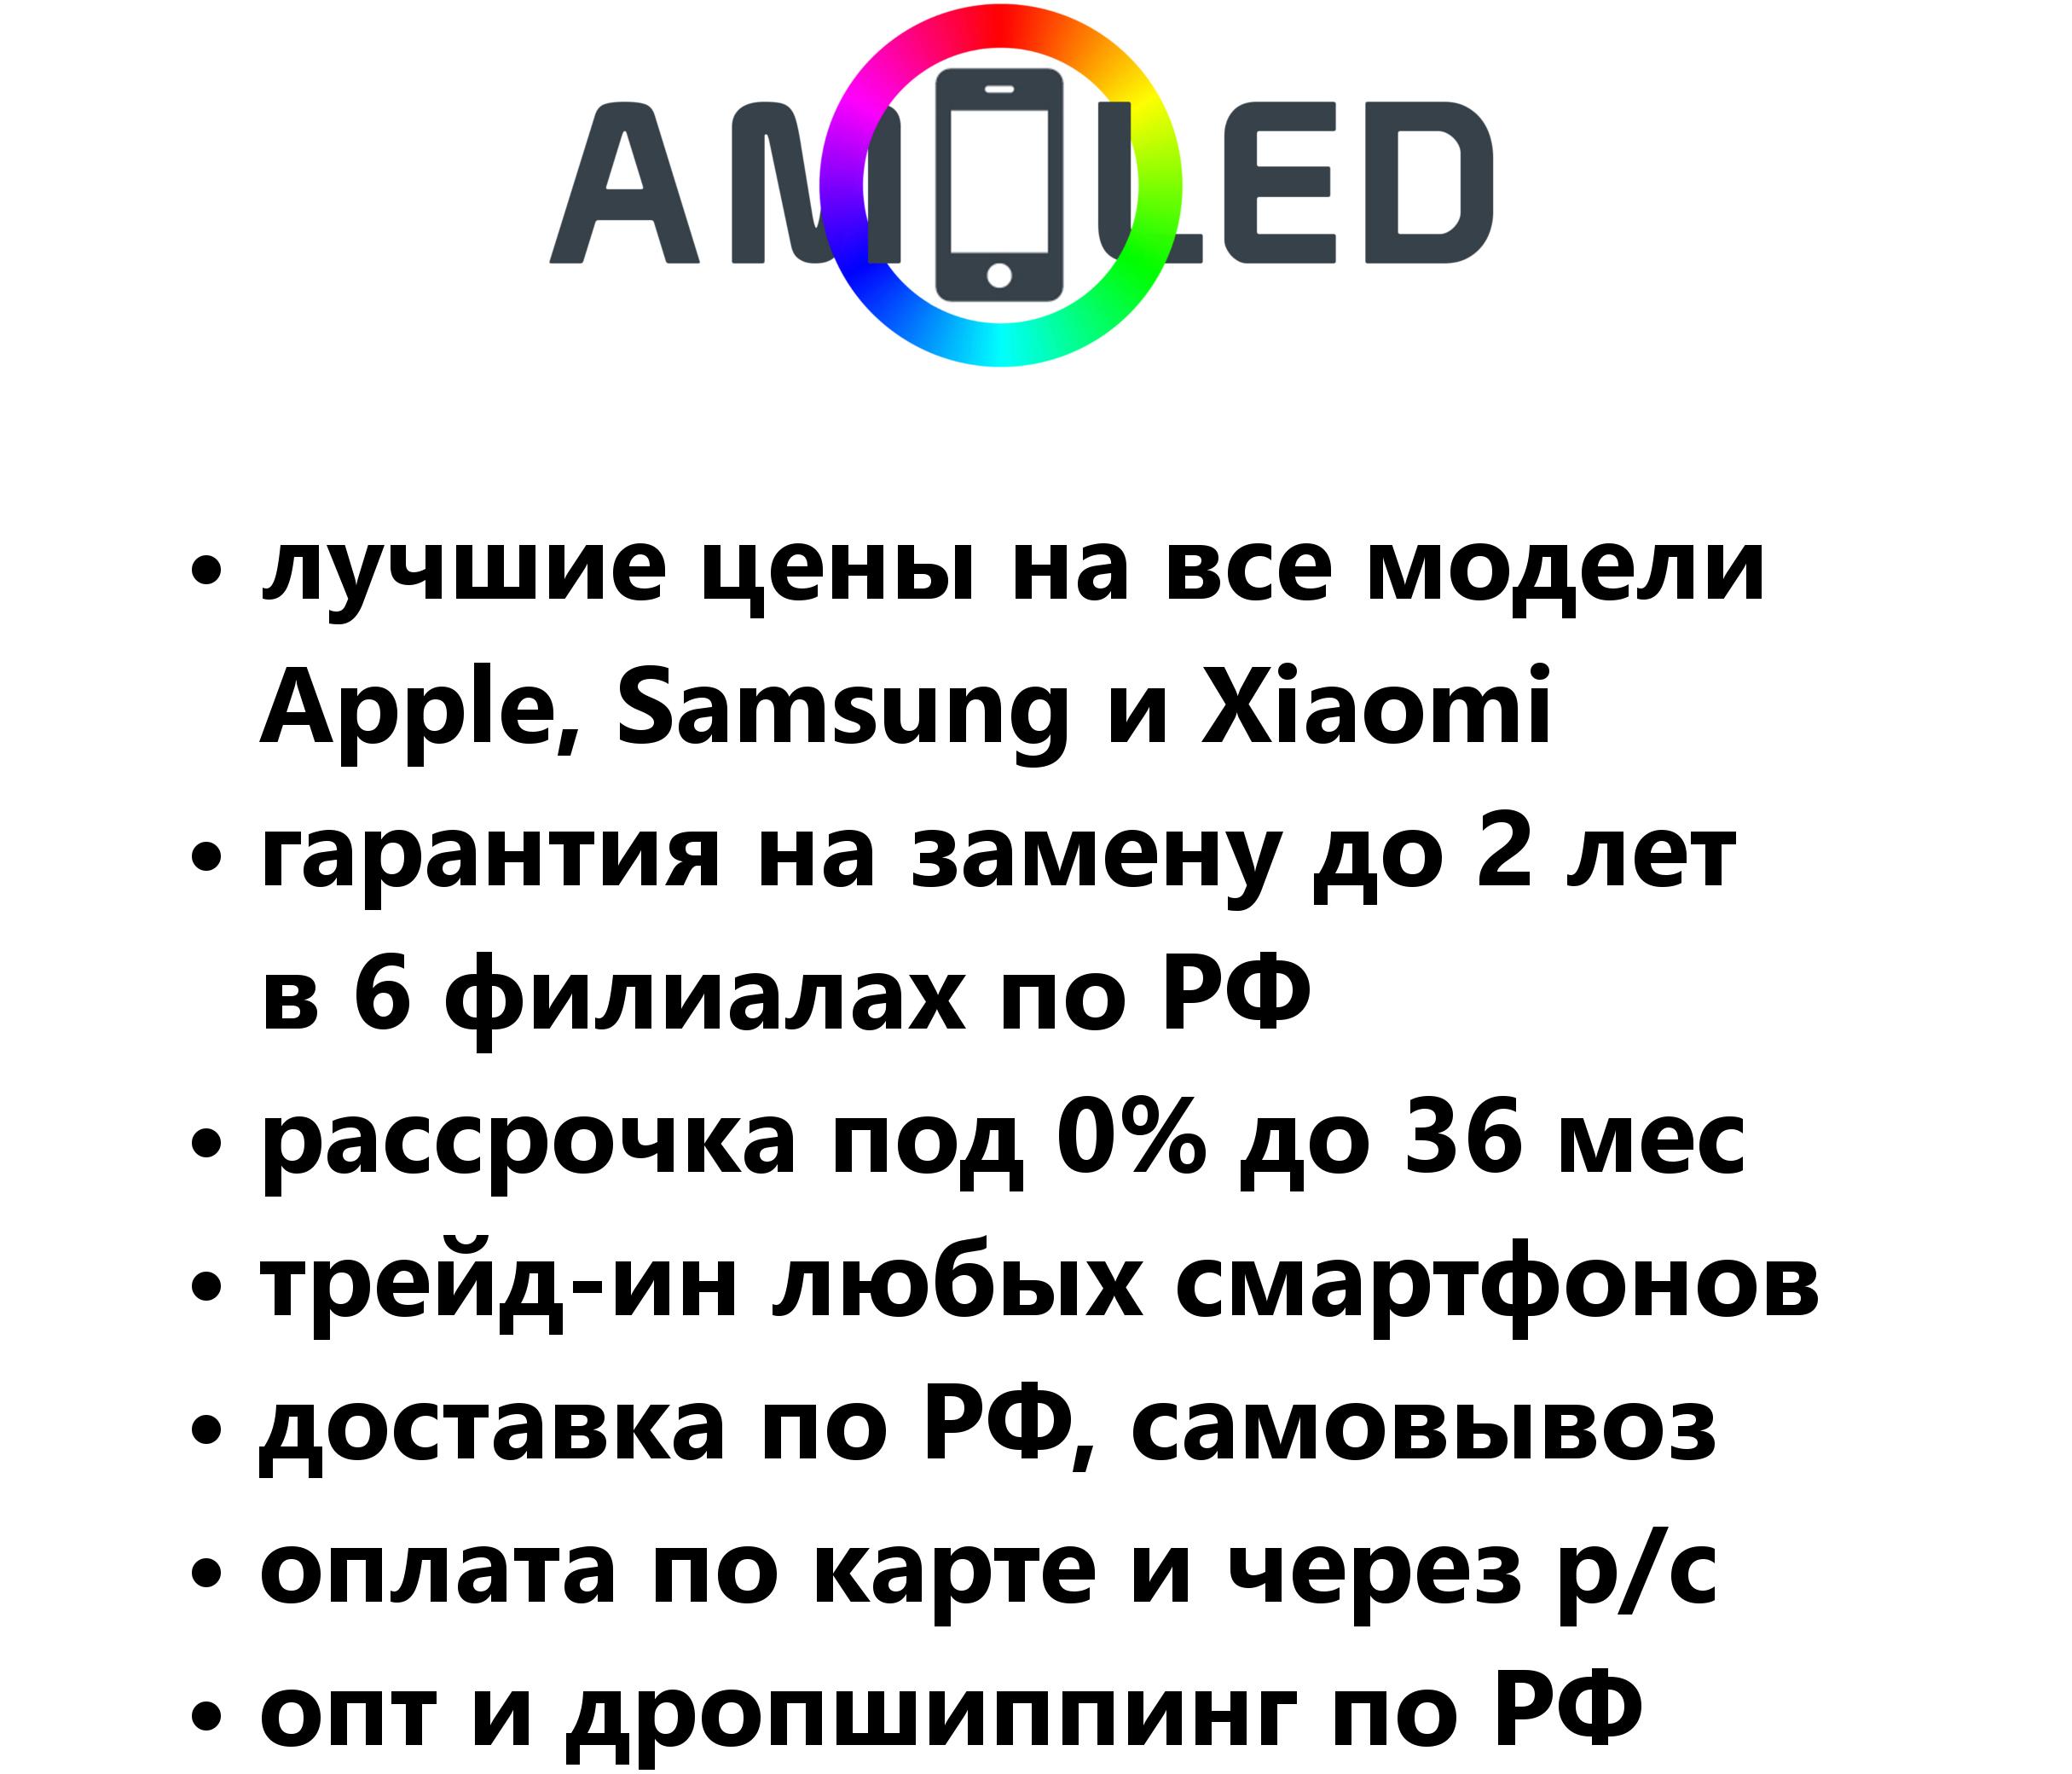 AMOLED
• лучшие цены на все модели
Apple, Samsung и Xiaomi
• гарантия на замену до 2 лет
в 6 филиалах по РФ
• рассрочка под 0% до 36 мес
• трейд-ин любых смартфонов
• доставка по РФ, самовывоз
• оплата по карте и через р/с
• опт и дропшиппинг по РФ